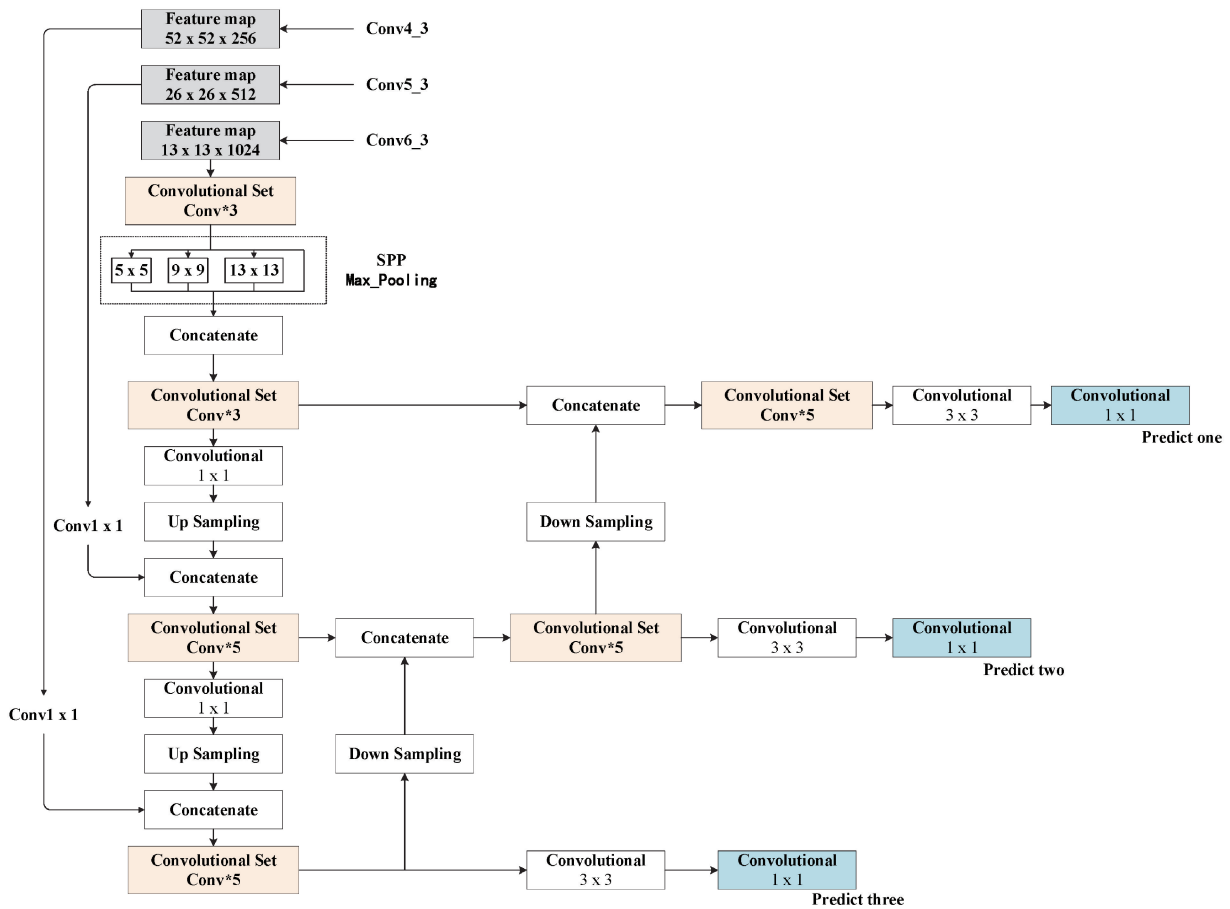 Feature map
52 x 52 x 256
Conv4_3
Feature map
26 x 26 x 512
Conv5_3
Feature map
13 x 13 x 1024
Conv6_3
Convolutional Set
Conv*3
5 x 5
9 x 9
13 x 13
SPP
Max_Pooling
Concatenate
Convolutional Set
Conv*3
Concatenate
Convolutional Set
Conv*5
Convolutional
3 x 3
Convolutional
1 x 1
Predict one
Convolutional
1 x 1
Conv1 x 1
Up Sampling
Down Sampling
Concatenate
Convolutional Set
Conv*5
Concatenate
Convolutional Set
Conv*5
Convolutional
3 x 3
Convolutional
1 x 1
Predict two
Convolutional
1 x 1
Conv1 x 1
Up Sampling
Down Sampling
Concatenate
Convolutional Set
Conv*5
Convolutional
3 x 3
Convolutional
1 x 1
Predict three